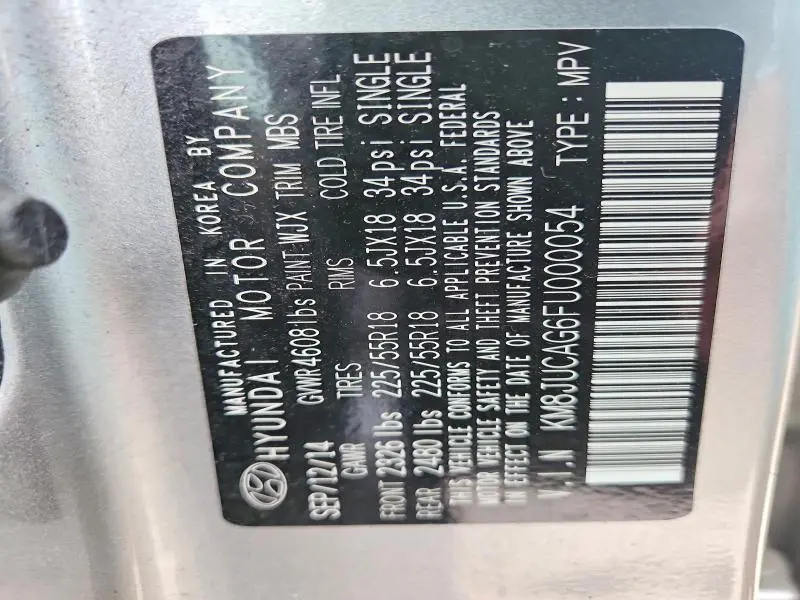 MANUFACTURED IN KOREA BY
HYUNDAI MOTOR COMPANY
SEP/12/14 GVWR 4608 lbs PAINT WJX TRIM MBS
GAWR TIRES RIMS COLD TIRE INFL
FRONT 2326 lbs 225/55R18 6.5JX18 34psi SINGLE
REAR 2480 lbs 225/55R18 6.5JX18 34psi SINGLE
THIS VEHICLE CONFORMS TO ALL APPLICABLE U.S.A. FEDERAL
MOTOR VEHICLE SAFETY AND THEFT PREVENTION STANDARDS
IN EFFECT ON THE DATE OF MANUFACTURE SHOWN ABOVE
V.I.N KM8JUCAG6FU000054 TYPE : MPV